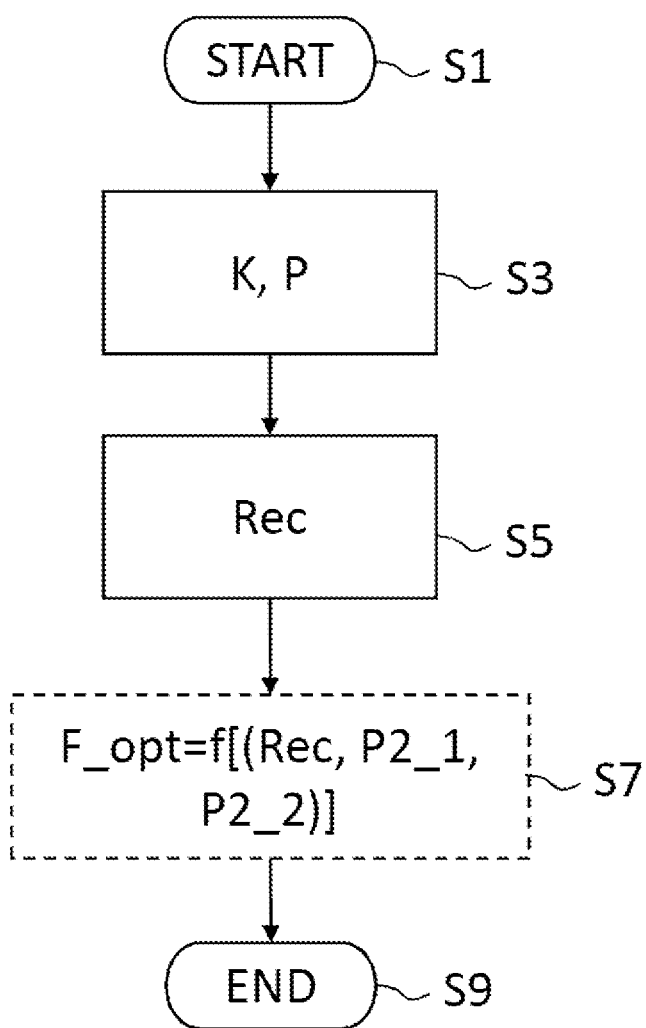 START
S1
K, P
S3
Rec
S5
F_opt=f[(Rec, P2_1,
P2_2)]
S7
END
S9